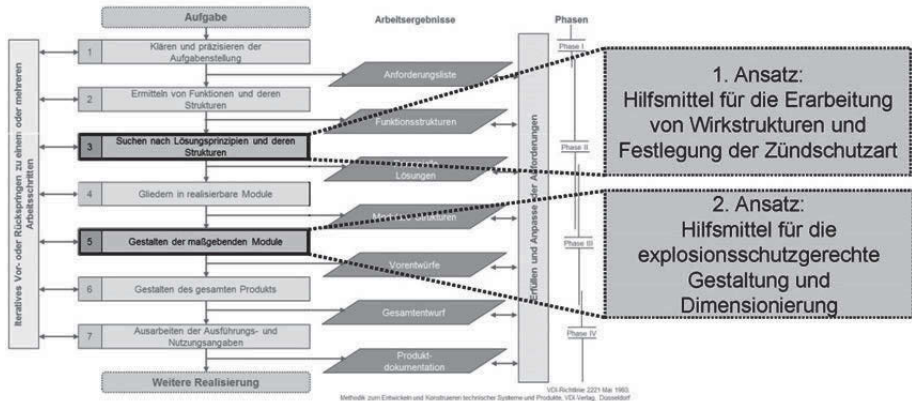 Aufgabe
Arbeitsergebnisse
Phasen
Iteratives Vor- oder Rückspringen zu einem oder mehreren
Arbeitsschritten
1
Klären und präzisieren der
Aufgabenstellung
Phase I
Anforderungsliste
2
Ermitteln von Funktionen und deren
Strukturen
Funktionsstrukturen
3
Suchen nach Lösungsprinzipien und deren
Strukturen
Phase II
Lösungen
4
Gliedern in realisierbare Module
Strukturen
5
Gestalten der maßgebenden Module
Phase III
Vorentwürfe
6
Gestalten des gesamten Produkts
Gesamtentwurf
7
Ausarbeiten der Ausführungs- und
Nutzungsangaben
Phase IV
Produkt-
dokumentation
Weitere Realisierung
Erfüllen und Anpassen der Anforderungen
1. Ansatz:
Hilfsmittel für die Erarbeitung
von Wirkstrukturen und
Festlegung der Zündschutzart
2. Ansatz:
Hilfsmittel für die
explosionsschutzgerechte
Gestaltung und
Dimensionierung
VDI-Richtlinie 2221 Mai 1993,
Methodik zum Entwickeln und Konstruieren technischer Systeme und Produkte, VDI-Verlag, Düsseldorf